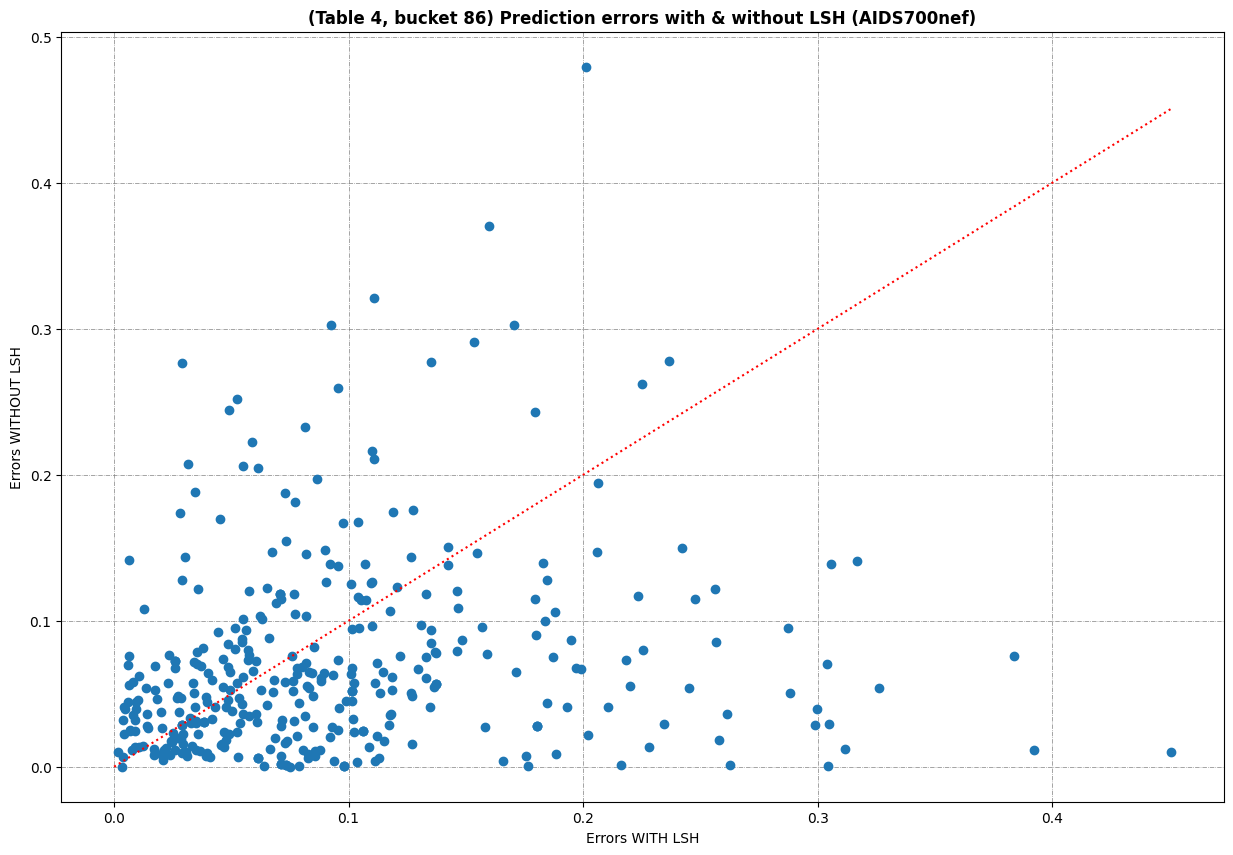 (Table 4, bucket 86) Prediction errors with & without LSH (AIDS700nef)
0.5
0.4
0.3
0.2
0.1
0.0
Errors WITHOUT LSH
0.0 0.1 0.2 0.3 0.4
Errors WITH LSH